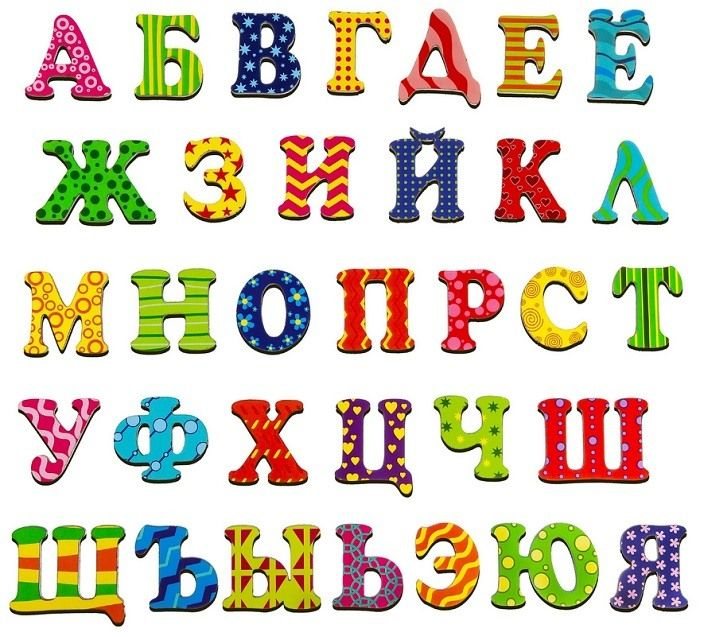 А Б В Г Д Е Ё
Ж З И Й К Л
М Н О П Р С Т
У Ф Х Ц Ч Ш
Щ Ъ Ы Ь Э Ю Я